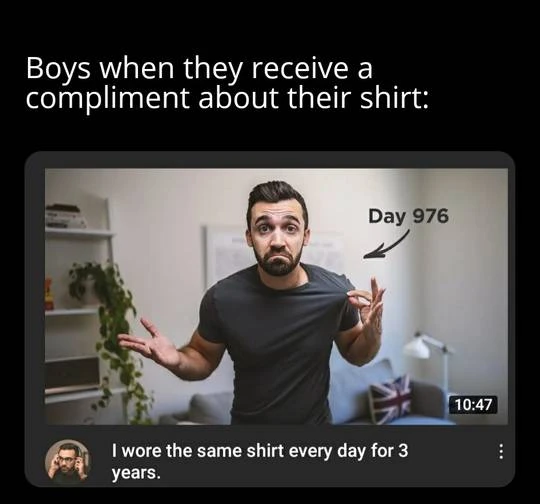 Boys when they receive a
compliment about their shirt:
Day 976
10:47
I wore the same shirt every day for 3
years.